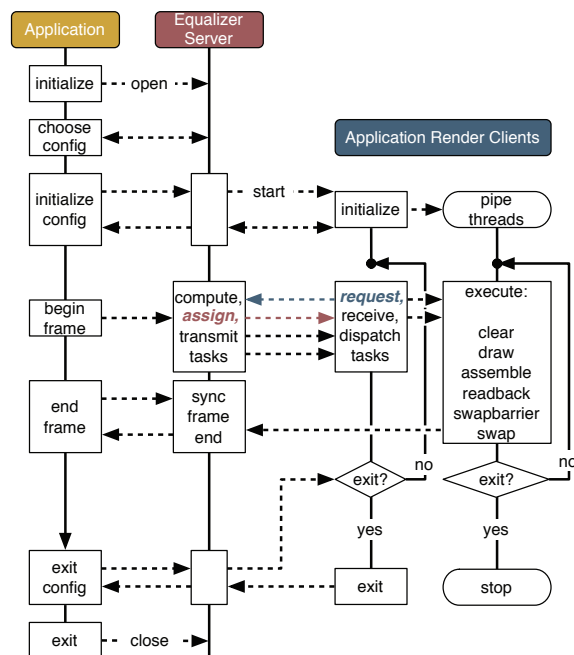 Application
Equalizer
Server
initialize
open
choose
config
Application Render Clients
initialize
config
start
initialize
pipe
threads
begin
frame
compute,
assign,
transmit
tasks
request,
receive,
dispatch
tasks
execute:
clear
draw
assemble
readback
swapbarrier
swap
end
frame
sync
frame
end
exit?
no
exit?
no
yes
yes
exit
config
exit
stop
exit
close